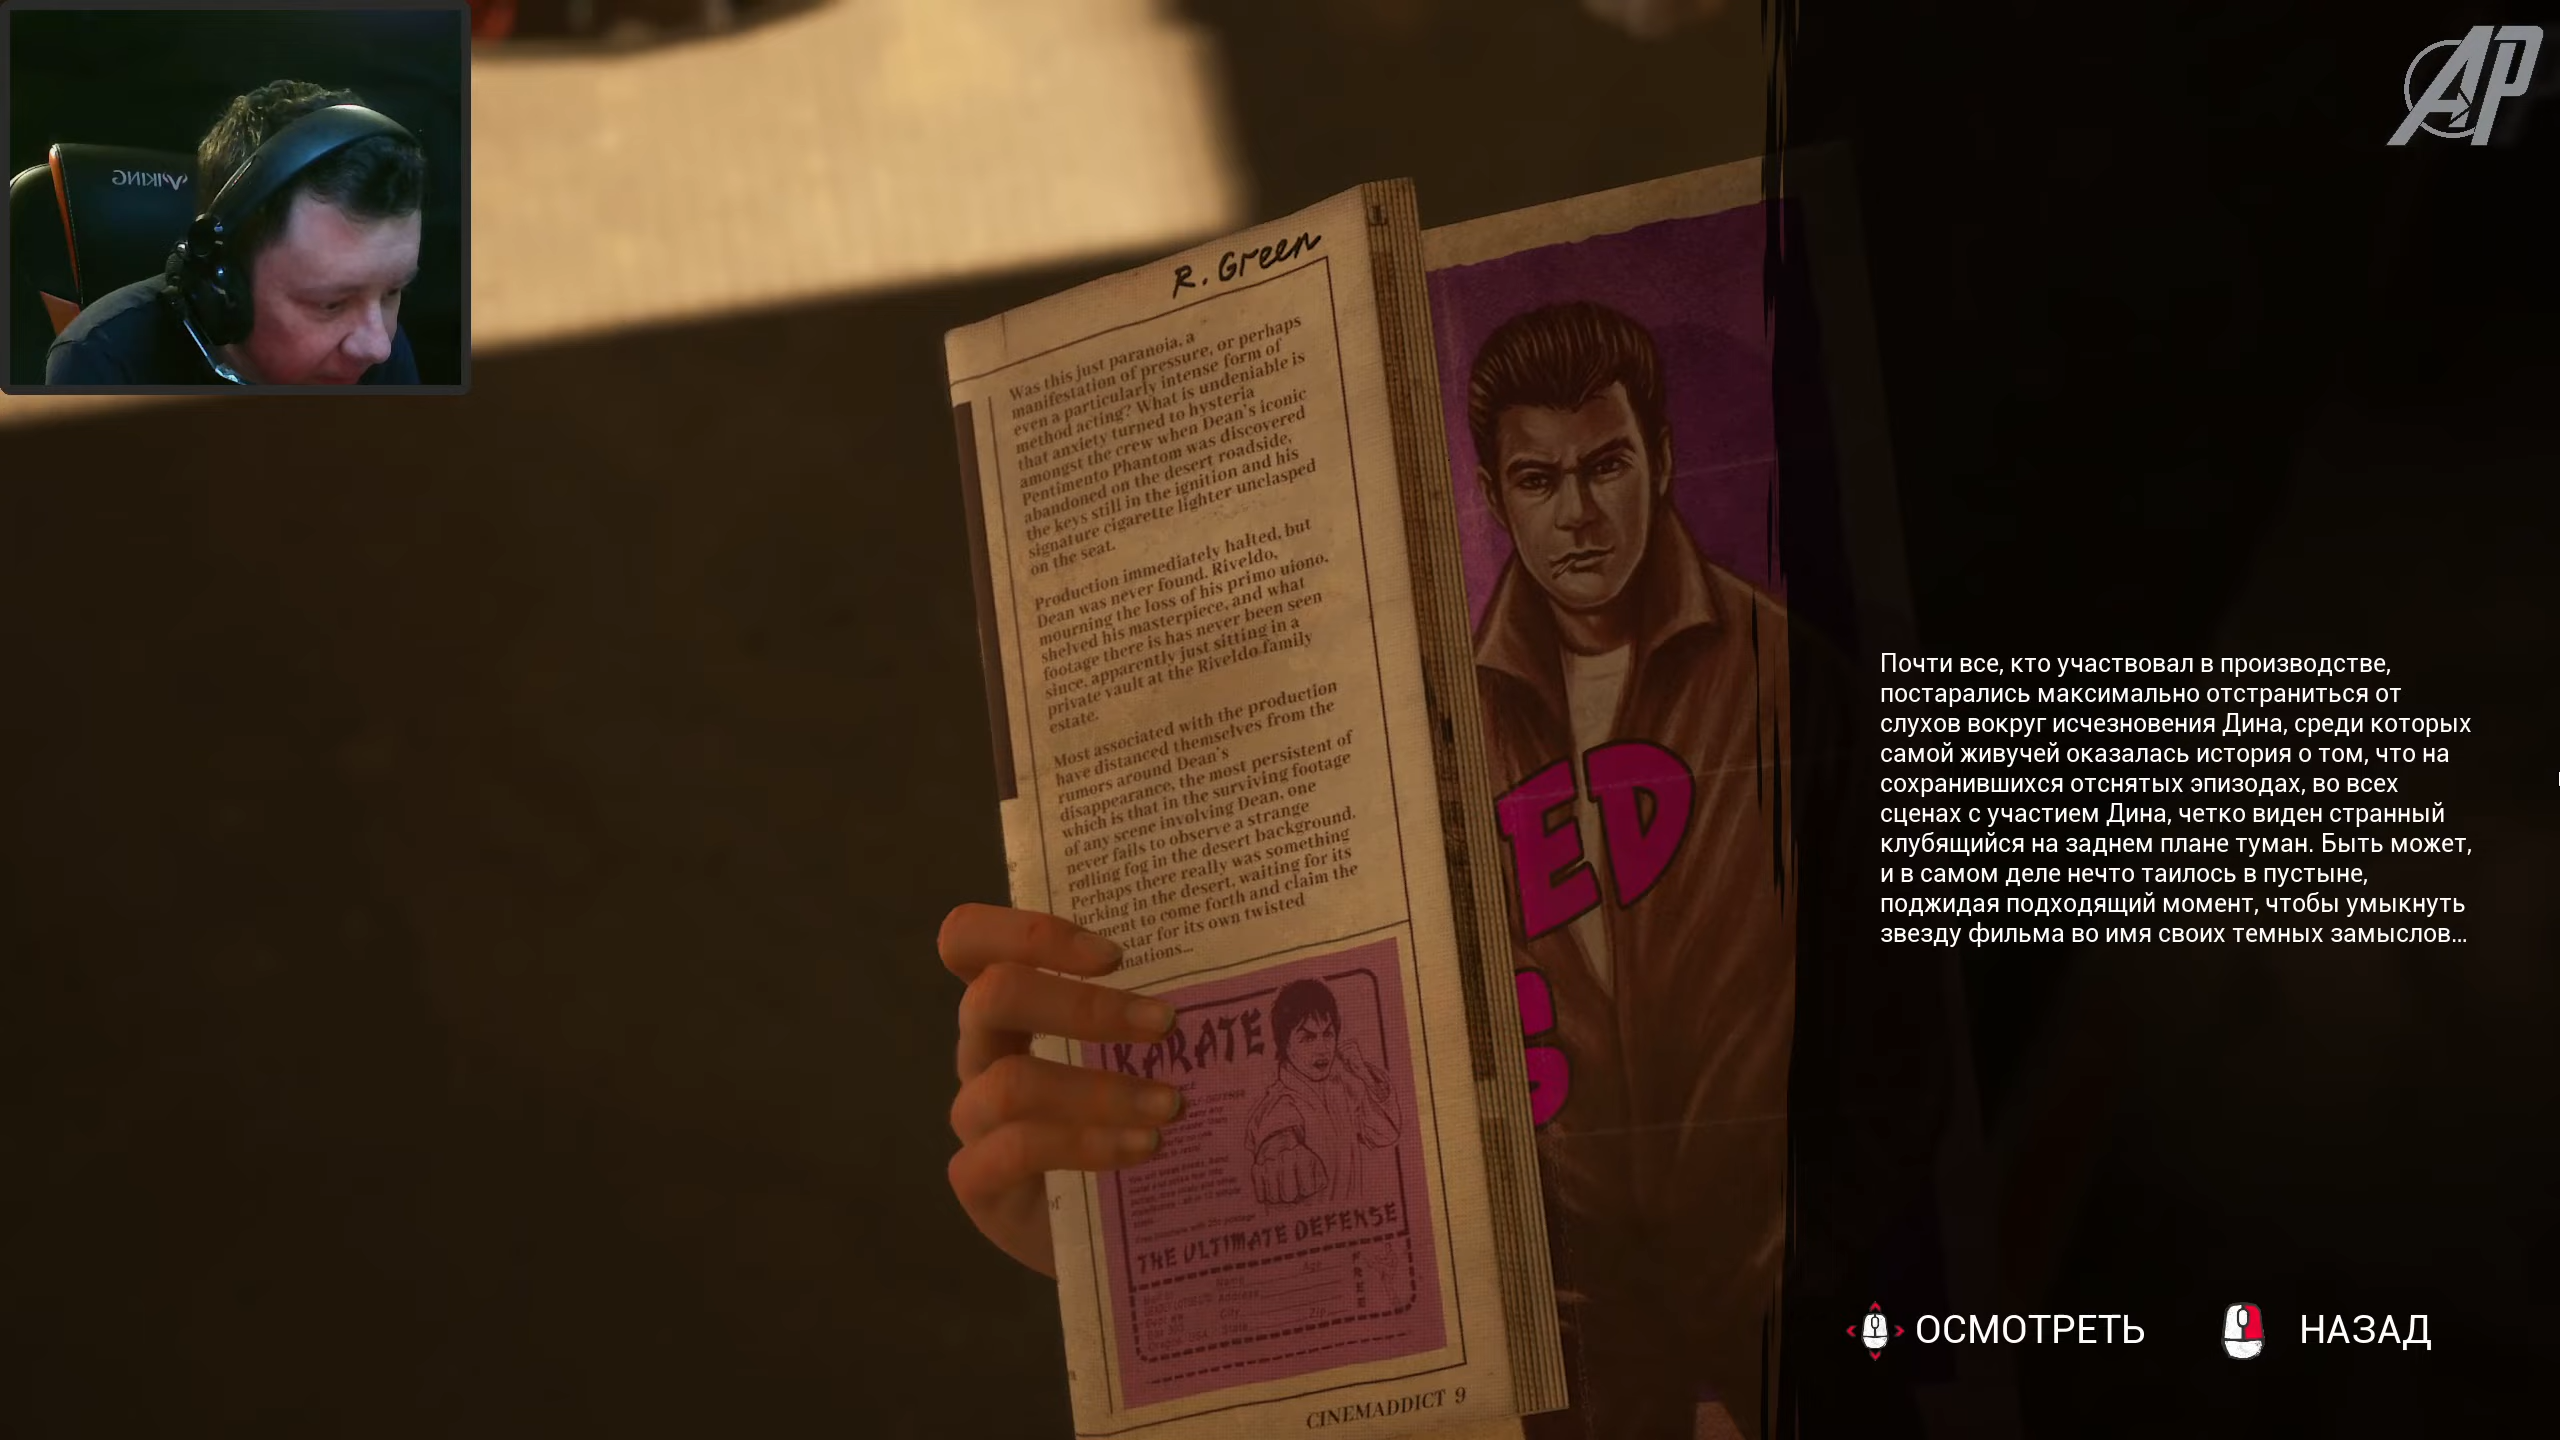 VIKING
AP
R. Green
Was this just paranoia, a
manifestation of pressure, or perhaps
even a particularly intense form of
method acting? What is undeniable is
that anxiety turned to hysteria
amongst the crew when Dean's iconic
Pentimento Phantom was discovered
abandoned on the desert roadside,
the keys still in the ignition and his
signature cigarette lighter unclasped
on the seat.
Production immediately halted, but
Dean was never found. Riveldo,
mourning the loss of his primo uiono,
shelved his masterpiece, and what
footage there is has never been seen
since, apparently just sitting in a
private vault at the Riveldo family
estate.
Most associated with the production
have distanced themselves from the
rumors around Dean's
disappearance, the most persistent of
which is that in the surviving footage
of any scene involving Dean, one
never fails to observe a strange
rolling fog in the desert background.
Perhaps there really was something
lurking in the desert, waiting for its
to come forth and claim the
star for its own twisted
KARATE
THE ULTIMATE DEFENSE
Name Age
Address
City
State Zip
FREE
CINEMADDICT 9
ED
Почти все, кто участвовал в производстве,
постарались максимально отстраниться от
слухов вокруг исчезновения Дина, среди которых
самой живучей оказалась история о том, что на
сохранившихся отснятых эпизодах, во всех
сценах с участием Дина, четко виден странный
клубящийся на заднем плане туман. Быть может,
и в самом деле нечто таилось в пустыне,
поджидая подходящий момент, чтобы умыкнуть
звезду фильма во имя своих темных замыслов…
ОСМОТРЕТЬ
НАЗАД